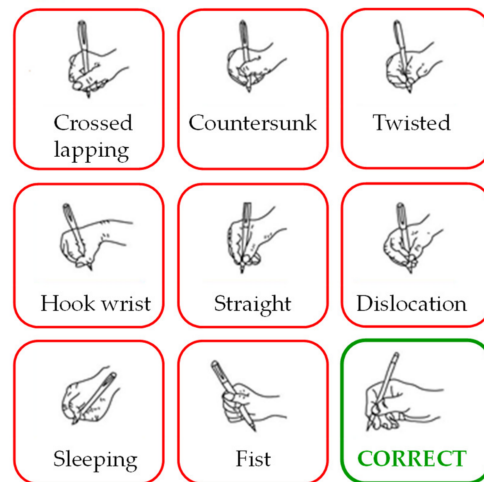 Crossed
lapping
Countersunk
Twisted
Hook wrist
Straight
Dislocation
Sleeping
Fist
CORRECT